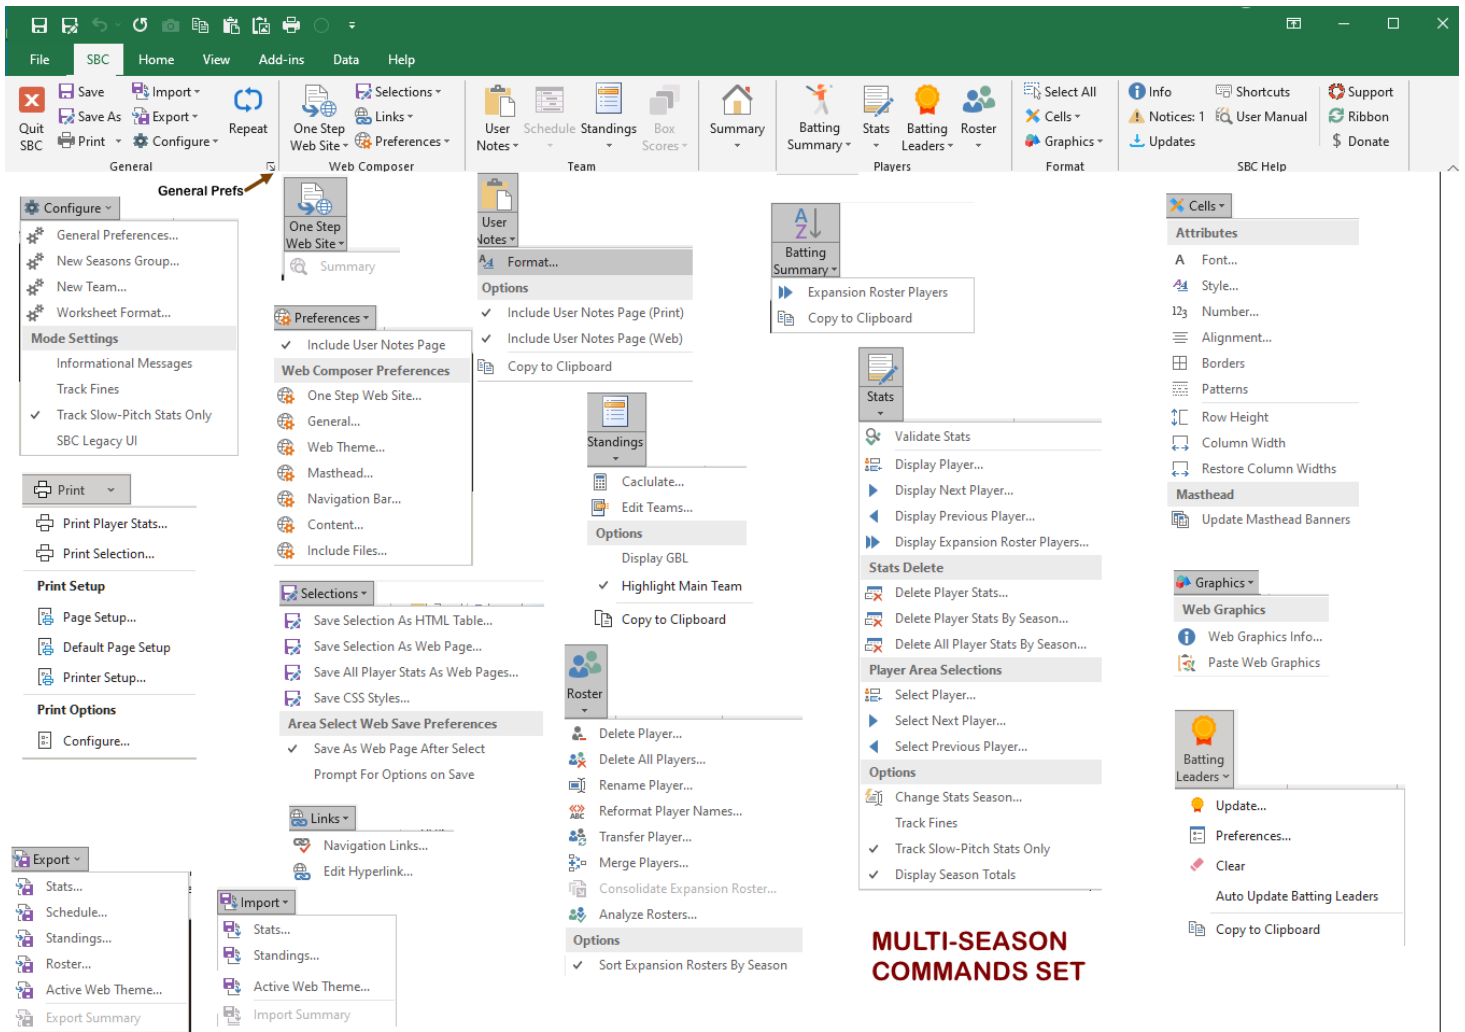 File SBC Home View Add-ins Data Help
Quit SBC
Save
Save As
Print
Import
Export
Configure
Repeat
General
One Step Web Site
Selections
Links
Preferences
Web Composer
User Notes
Schedule
Standings
Box Scores
Team
Summary
Batting Summary
Stats
Batting Leaders
Roster
Players
Select All
Cells
Graphics
Format
Info
Notices: 1
Updates
Shortcuts
User Manual
SBC Help
Support
Ribbon
$ Donate
General Prefs
Configure
General Preferences...
New Seasons Group...
New Team...
Worksheet Format...
Mode Settings
Informational Messages
Track Fines
Track Slow-Pitch Stats Only
SBC Legacy UI
Print
Print Player Stats...
Print Selection...
Print Setup
Page Setup...
Default Page Setup
Printer Setup...
Print Options
Configure...
Export
Stats...
Schedule...
Standings...
Roster...
Active Web Theme...
Export Summary
Import
Stats...
Standings...
Active Web Theme...
Import Summary
One Step
Web Site
Summary
Preferences
Include User Notes Page
Web Composer Preferences
One Step Web Site...
General...
Web Theme...
Masthead...
Navigation Bar...
Content...
Include Files...
Selections
Save Selection As HTML Table...
Save Selection As Web Page...
Save All Player Stats As Web Pages...
Save CSS Styles...
Area Select Web Save Preferences
Save As Web Page After Select
Prompt For Options on Save
Links
Navigation Links...
Edit Hyperlink...
User
Notes
Format...
Options
Include User Notes Page (Print)
Include User Notes Page (Web)
Copy to Clipboard
Standings
Caclulate...
Edit Teams...
Options
Display GBL
Highlight Main Team
Copy to Clipboard
Roster
Delete Player...
Delete All Players...
Rename Player...
Reformat Player Names...
Transfer Player...
Merge Players...
Consolidate Expansion Roster...
Analyze Rosters...
Options
Sort Expansion Rosters By Season
Batting
Summary
Expansion Roster Players
Copy to Clipboard
Stats
Validate Stats
Display Player...
Display Next Player...
Display Previous Player...
Display Expansion Roster Players...
Stats Delete
Delete Player Stats...
Delete Player Stats By Season...
Delete All Player Stats By Season...
Player Area Selections
Select Player...
Select Next Player...
Select Previous Player...
Options
Change Stats Season...
Track Fines
Track Slow-Pitch Stats Only
Display Season Totals
MULTI-SEASON
COMMANDS SET
Cells
Attributes
Font...
Style...
Number...
Alignment...
Borders
Patterns
Row Height
Column Width
Restore Column Widths
Masthead
Update Masthead Banners
Graphics
Web Graphics
Web Graphics Info...
Paste Web Graphics
Batting
Leaders
Update...
Preferences...
Clear
Auto Update Batting Leaders
Copy to Clipboard